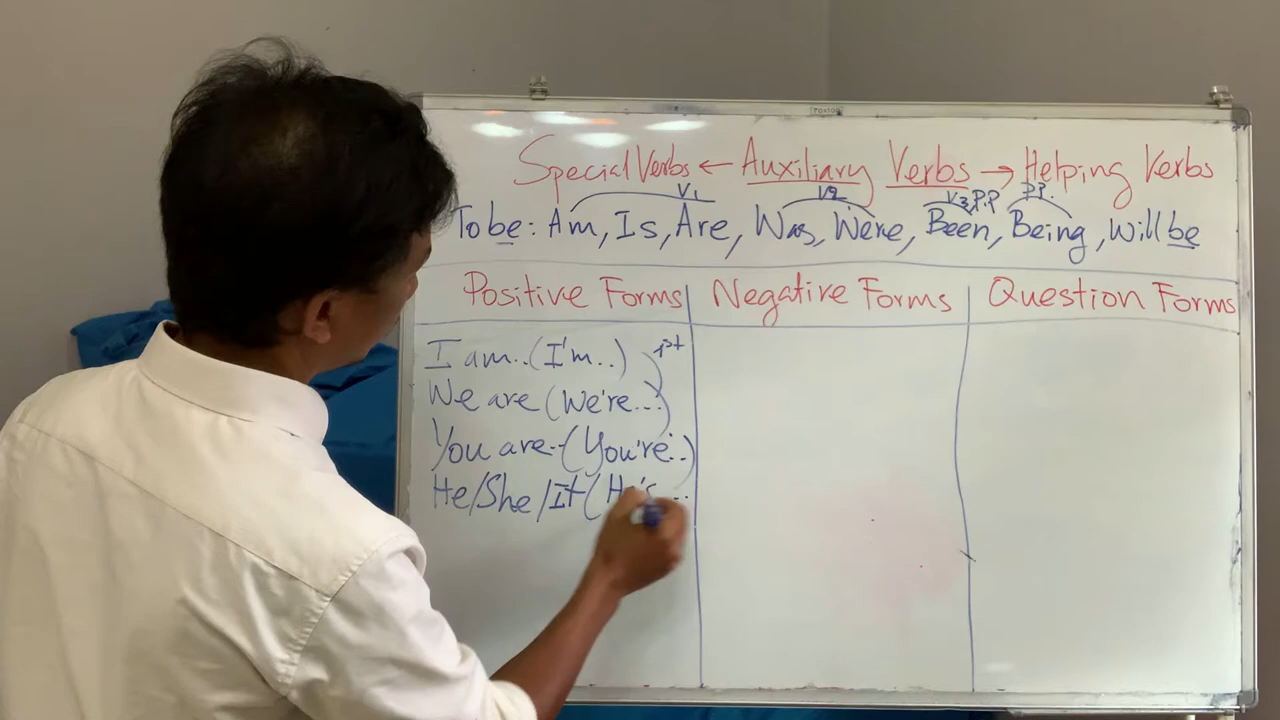 Special Verbs ← Auxiliary Verbs → Helping Verbs
V1 V2 V3, P.P P.P.
To be: Am, Is, Are, Was, Were, Been, Being, Will be
Positive Forms Negative Forms Question Forms
I am..(I'm..) 1st
We are (We're...)
You are..(You're..)
He/She/It (He's...